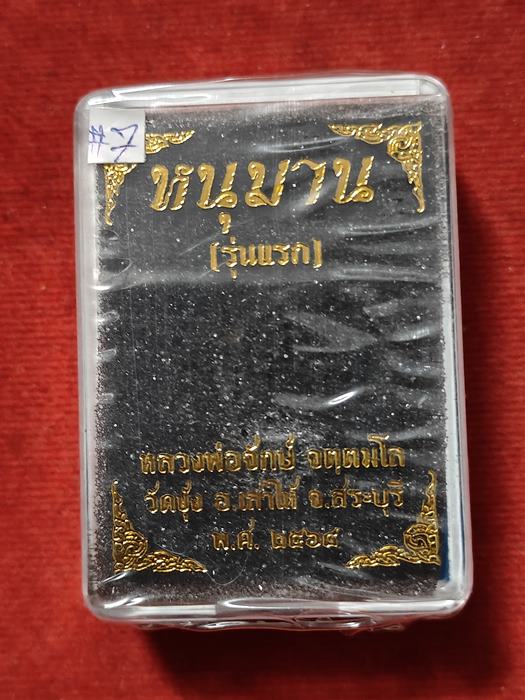 #7
หนุมาน
(รุ่นแรก)
หลวงพ่อจักษ์ จตฺตมโล
วัดชุ้ง อ.เสาไห้ จ.สระบุรี
พ.ศ. ๒๕๖๔